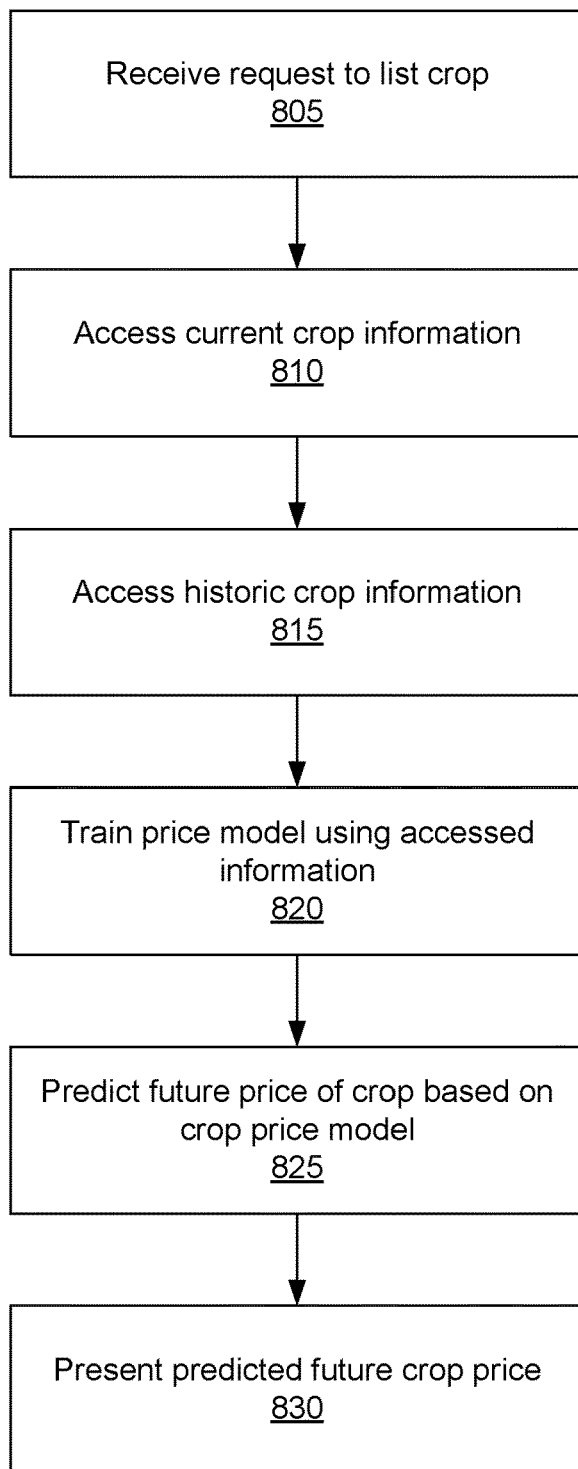 Receive request to list crop
805
Access current crop information
810
Access historic crop information
815
Train price model using accessed
information
820
Predict future price of crop based on
crop price model
825
Present predicted future crop price
830